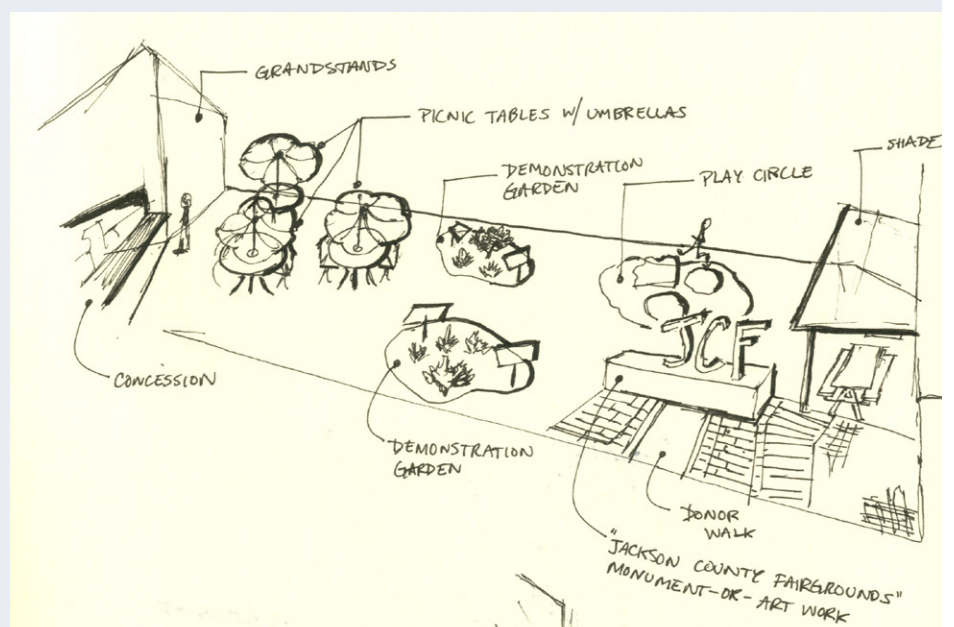 GRANDSTANDS
PICNIC TABLES W/ UMBRELLAS
DEMONSTRATION
GARDEN
PLAY CIRCLE
SHADE
JCF
CONCESSION
DEMONSTRATION
GARDEN
DONOR
WALK
"JACKSON COUNTY FAIRGROUNDS"
MONUMENT-OR-ART WORK